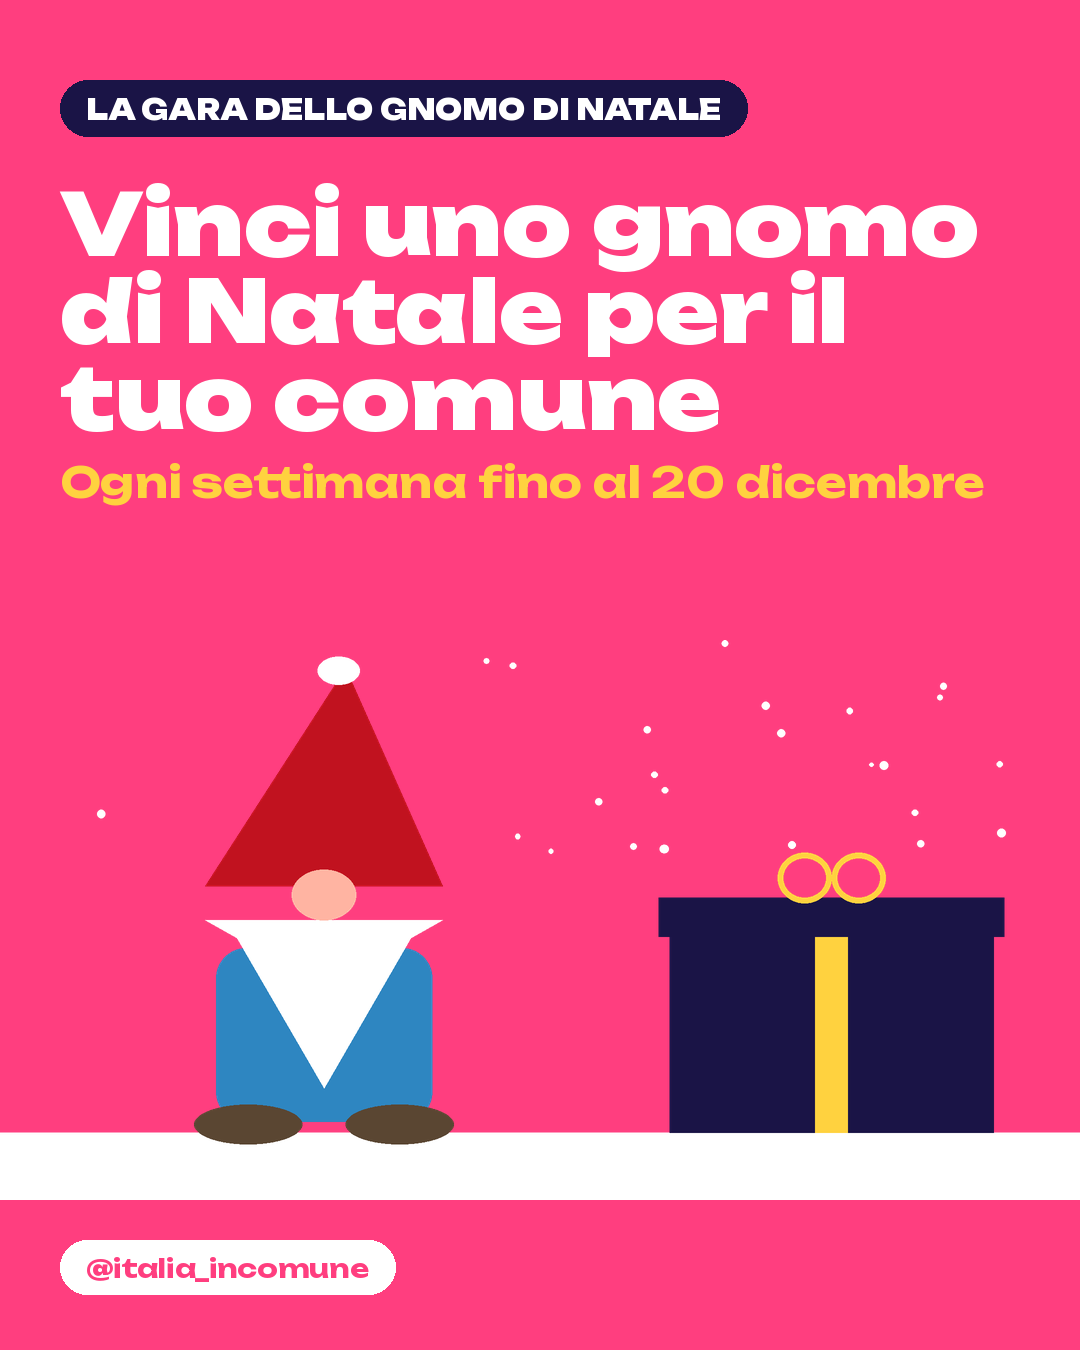 LA GARA DELLO GNOMO DI NATALE
Vinci uno gnomo
di Natale per il
tuo comune
Ogni settimana fino al 20 dicembre
@italia_incomune